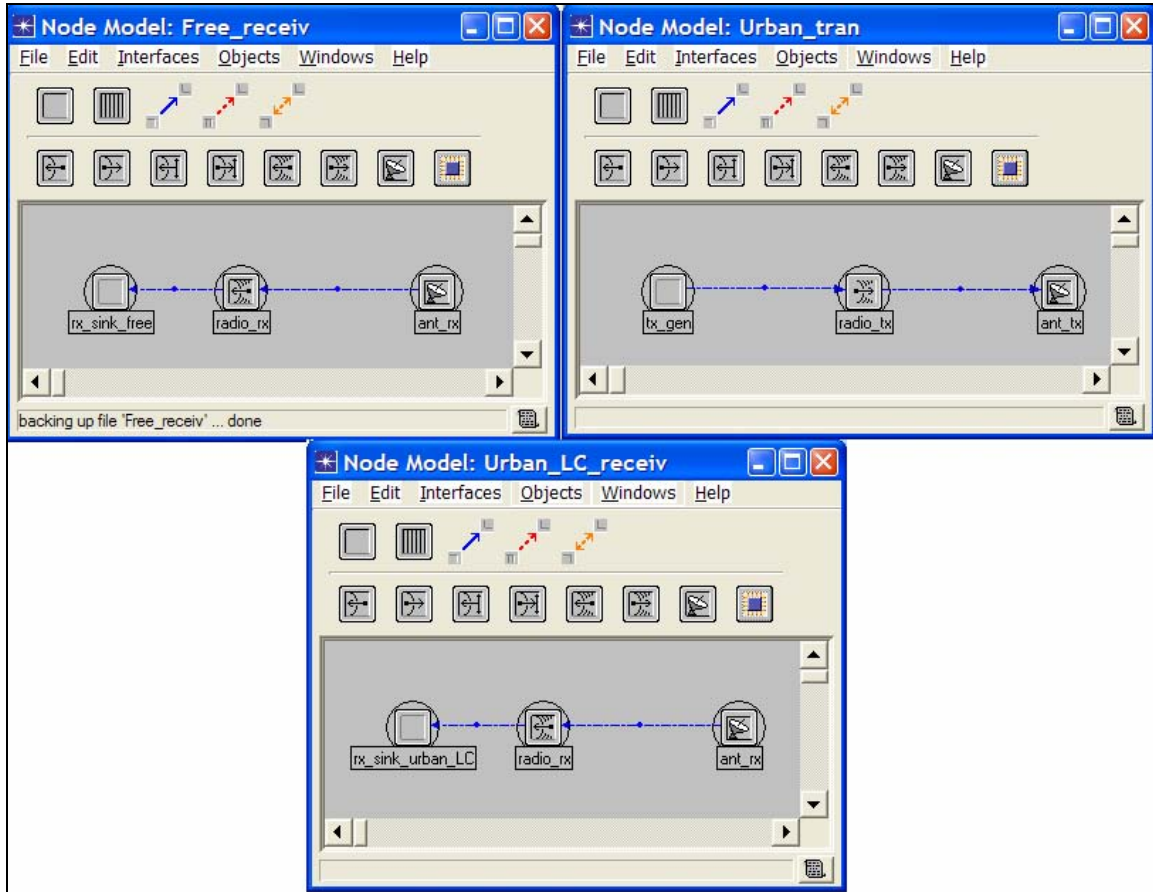 Node Model: Free_receiv
File Edit Interfaces Objects Windows Help
rx_sink_free radio_rx ant_rx
backing up file 'Free_receiv' ... done
Node Model: Urban_tran
File Edit Interfaces Objects Windows Help
tx_gen radio_tx ant_tx
Node Model: Urban_LC_receiv
File Edit Interfaces Objects Windows Help
rx_sink_urban_LC radio_rx ant_rx